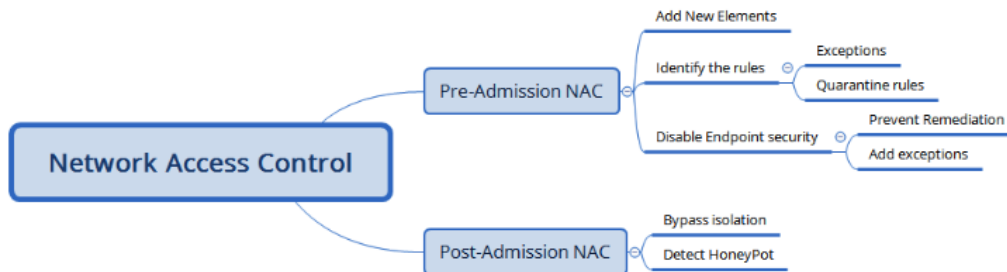 Network Access Control
Pre-Admission NAC
Add New Elements
Identify the rules
Exceptions
Quarantine rules
Disable Endpoint security
Prevent Remediation
Add exceptions
Post-Admission NAC
Bypass isolation
Detect HoneyPot